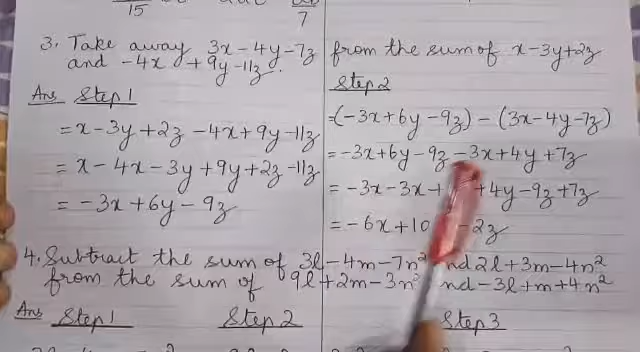 15
7
3. Take away 3x-4y-7z from the sum of x-3y+2z
and -4x + 9y-11z.
Ans Step 1
= x-3y+2z-4x+9y-11z
= x-4x-3y+9y+2z-11z
= -3x+6y-9z
Step 2
=(-3x+6y-9z)-(3x-4y-7z)
= -3x+6y-9z-3x+4y+7z
= -3x-3x+ +4y-9z+7z
= -6x+10 -2z
4. Subtract the sum of 3l-4m-7n² nd 2l+3m-4n²
from the sum of 9l+2m-3n² nd -3l+m+4n²
Ans Step 1 Step 2 Step 3